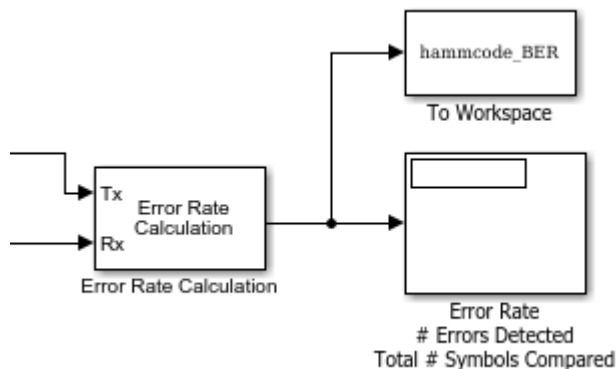 hammcode_BER
To Workspace
Tx
Error Rate
Calculation
Rx
Error Rate Calculation
Error Rate
# Errors Detected
Total # Symbols Compared